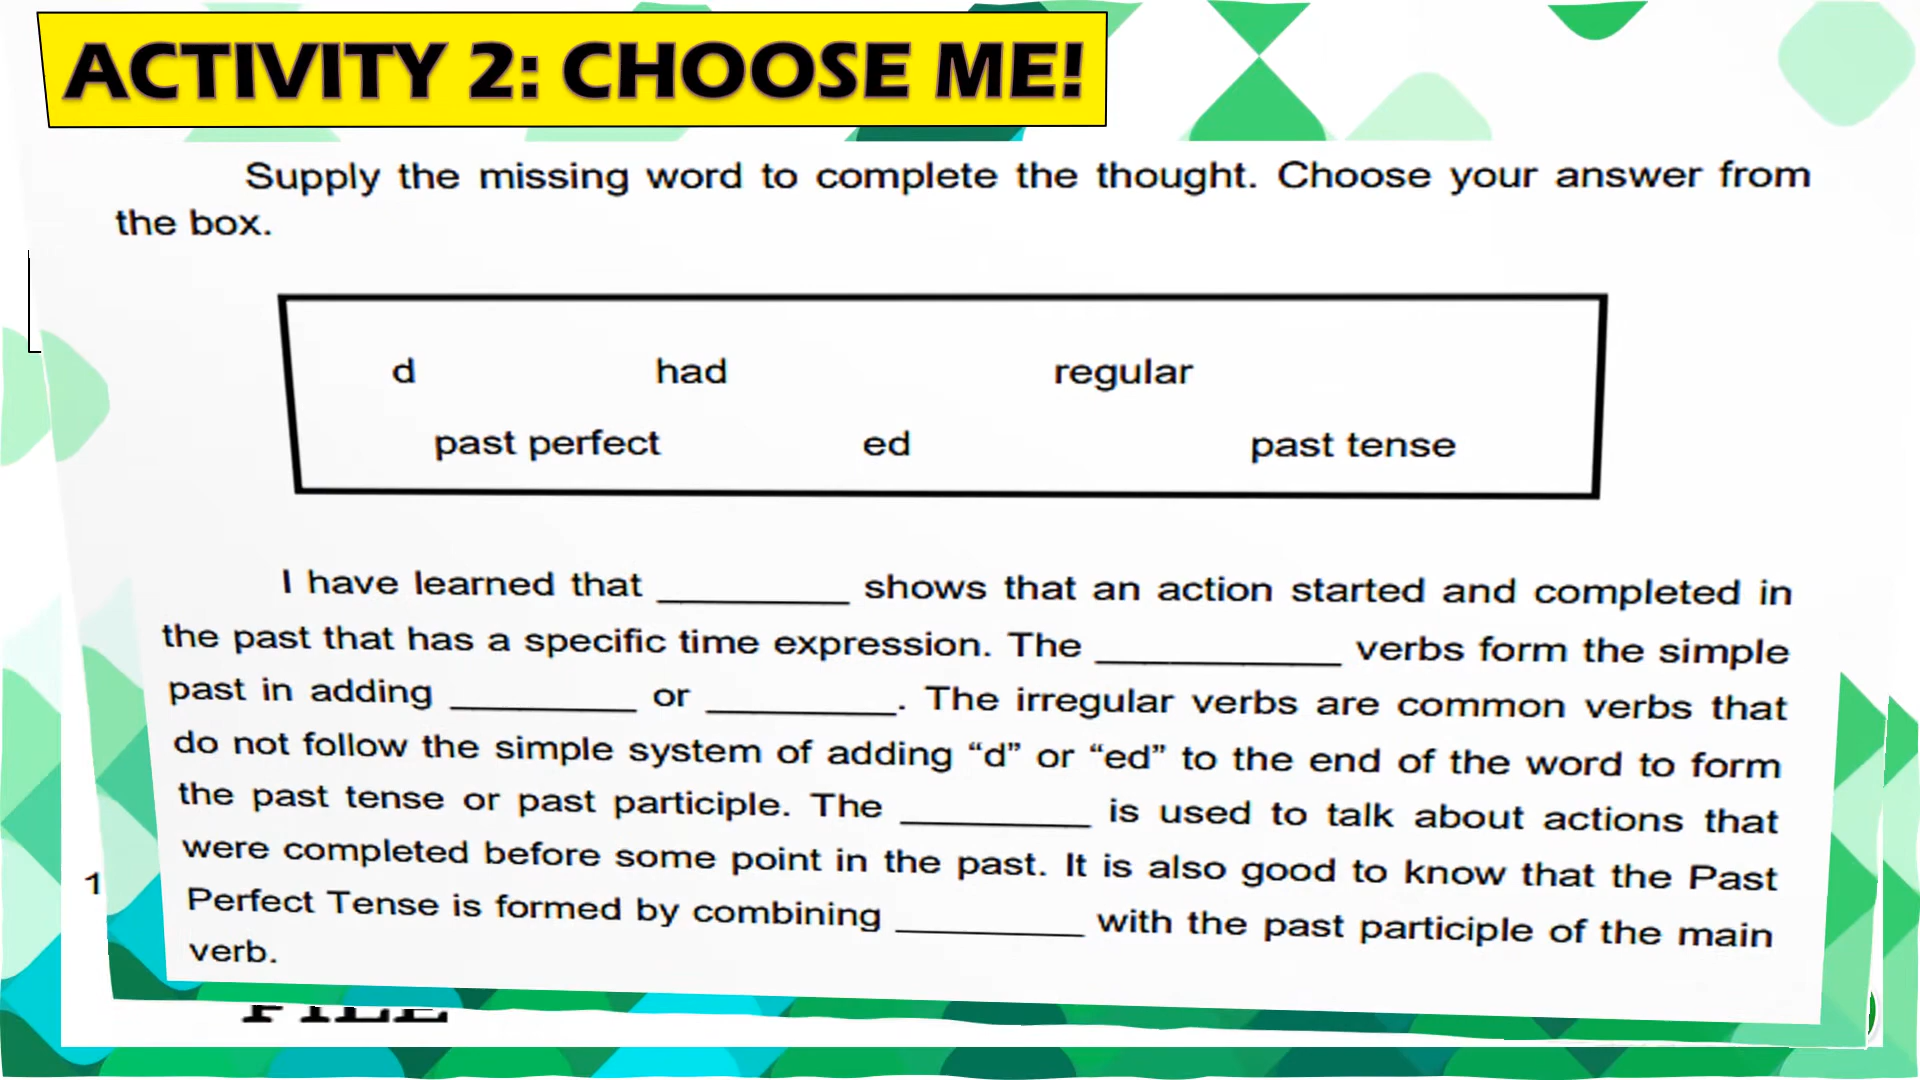 ACTIVITY 2: CHOOSE ME!
Supply the missing word to complete the thought. Choose your answer from
the box.
d had regular
past perfect ed past tense
I have learned that _________ shows that an action started and completed in
the past that has a specific time expression. The ____________ verbs form the simple
past in adding _________ or _________. The irregular verbs are common verbs that
do not follow the simple system of adding “d” or “ed” to the end of the word to form
the past tense or past participle. The _________ is used to talk about actions that
were completed before some point in the past. It is also good to know that the Past
1
Perfect Tense is formed by combining _________ with the past participle of the main
verb.